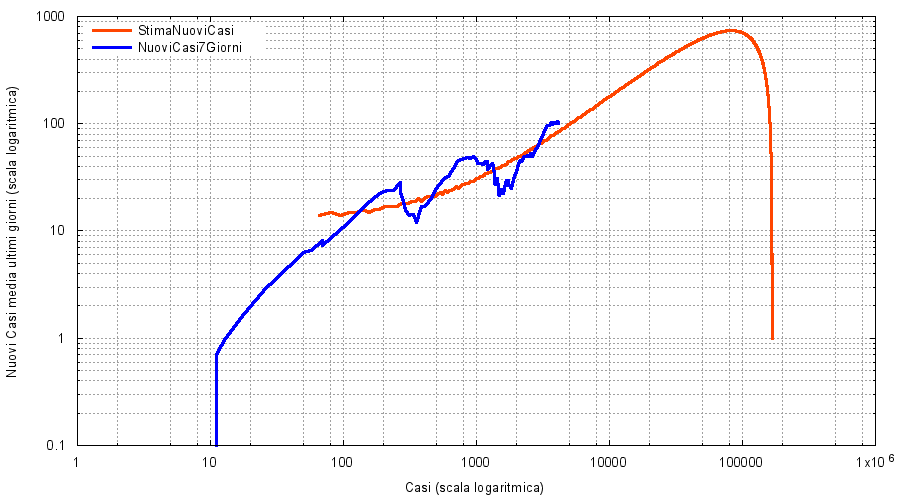 1000
100
10
1
0.1
StimaNuoviCasi
NuoviCasi7Giorni
Nuovi Casi media ultimi giorni (scala logaritmica)
1 10 100 1000 10000 100000 1x10 6
Casi (scala logaritmica)